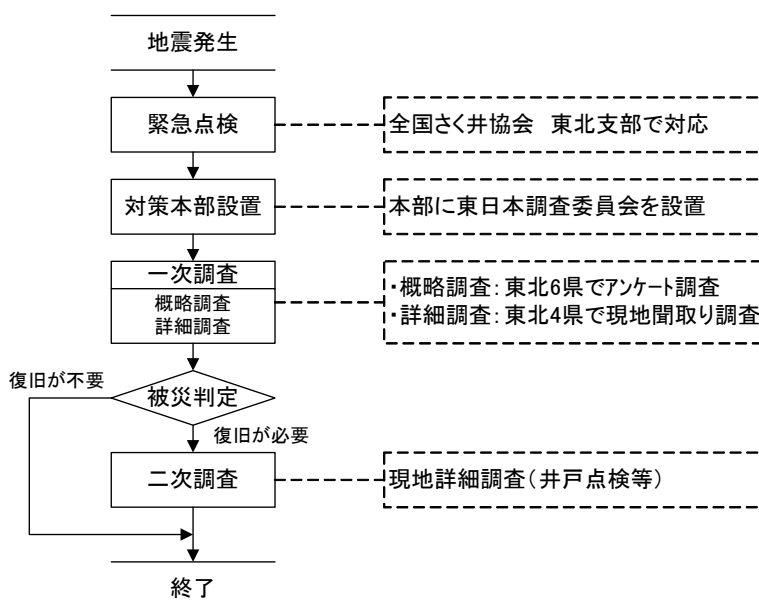 地震発生
緊急点検
全国さく井協会　東北支部で対応
対策本部設置
本部に東日本調査委員会を設置
一次調査
概略調査
詳細調査
・概略調査：東北6県でアンケート調査
・詳細調査：東北4県で現地聞取り調査
復旧が不要
被災判定
復旧が必要
二次調査
現地詳細調査（井戸点検等）
終了